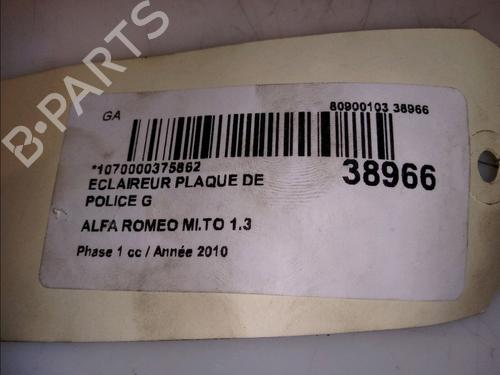 B-PARTS
GA
80900103 38966
*1070000375862
38966
ECLAIREUR PLAQUE DE
POLICE G
ALFA ROMEO MI.TO 1.3
Phase 1 cc / Année 2010